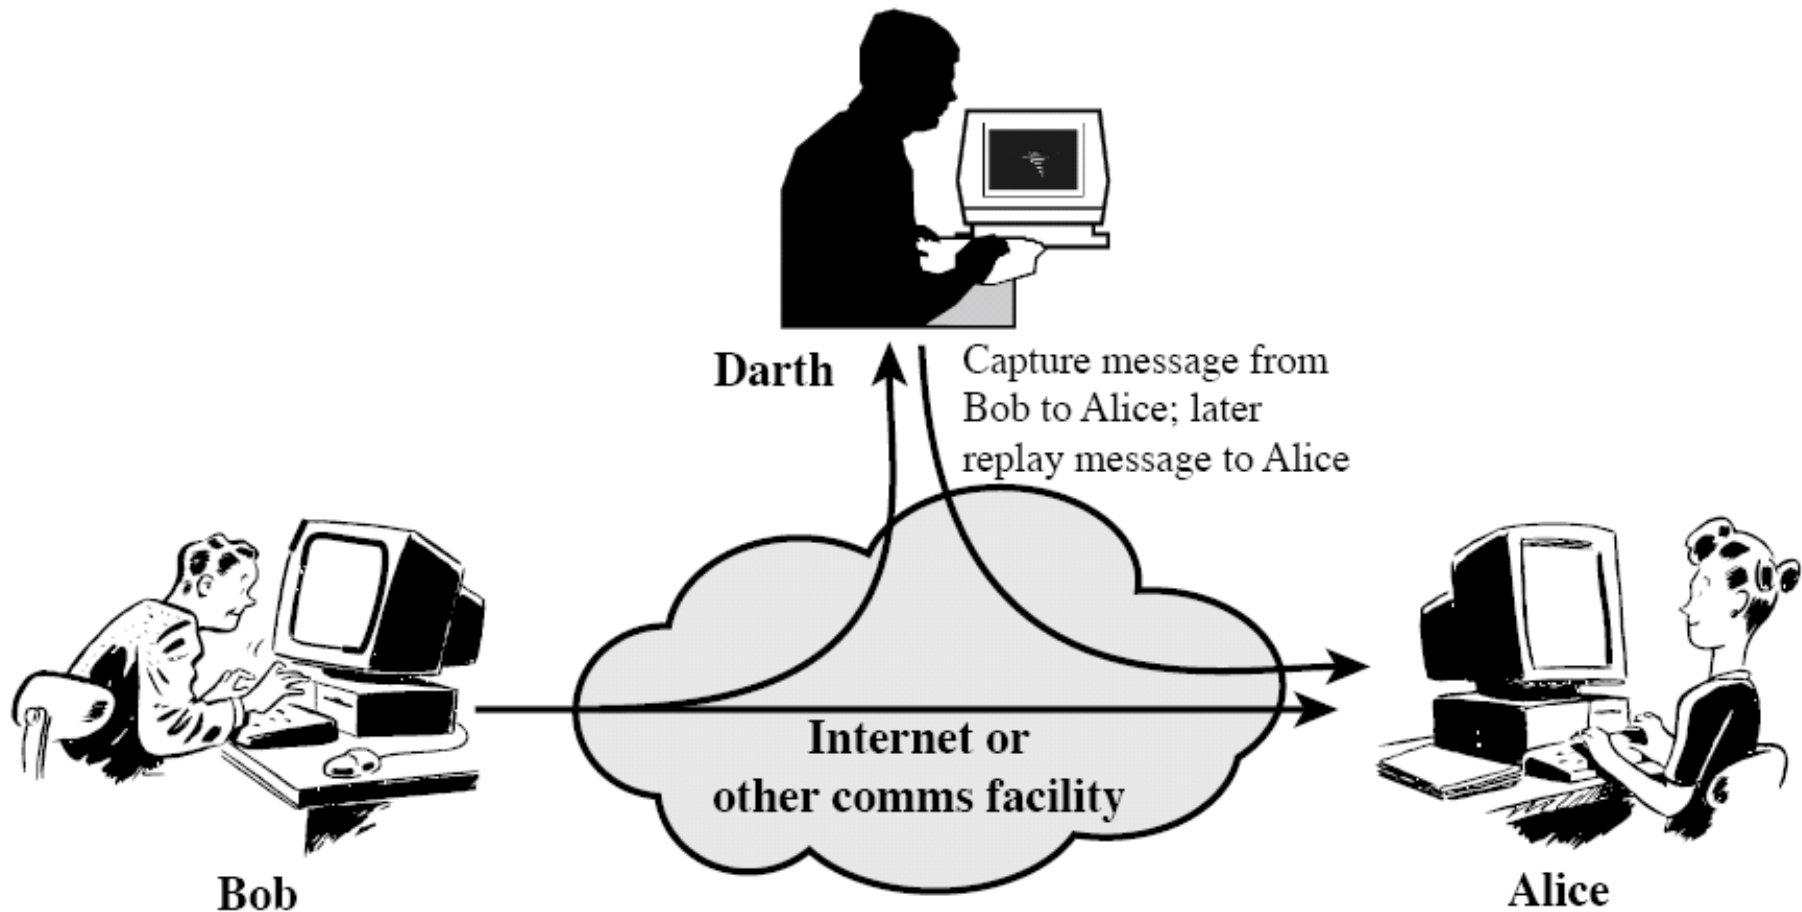 Darth
Capture message from
Bob to Alice; later
replay message to Alice
Internet or
other comms facility
Bob
Alice